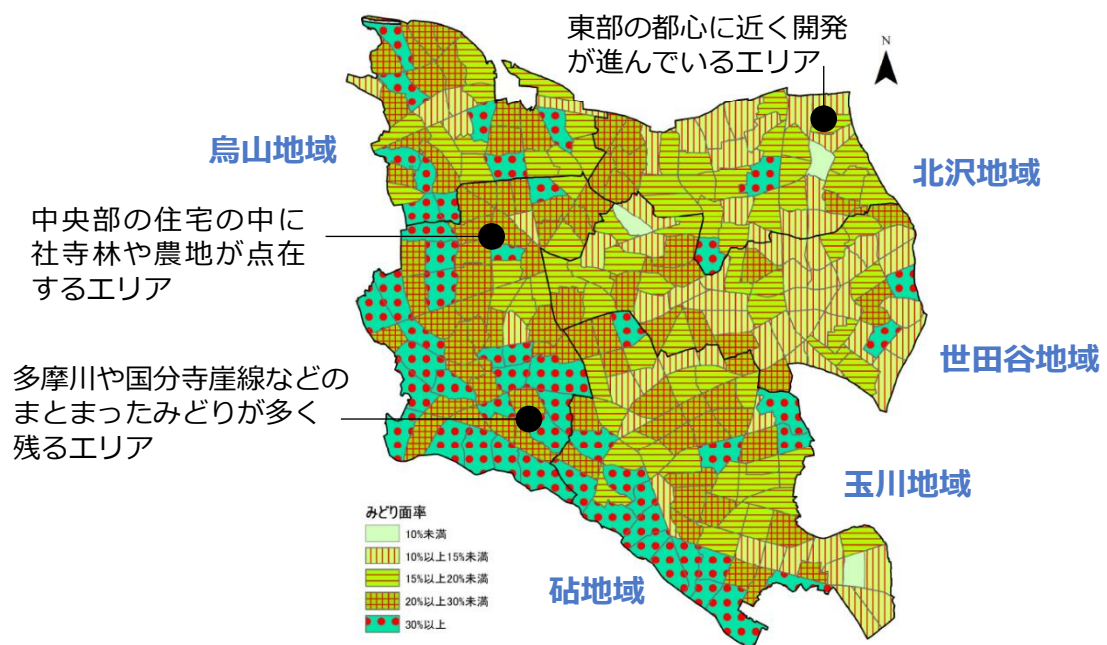 東部の都心に近く開発
が進んでいるエリア
N
烏山地域
北沢地域
中央部の住宅の中に
社寺林や農地が点在
するエリア
世田谷地域
多摩川や国分寺崖線などの
まとまったみどりが多く
残るエリア
玉川地域
みどり面率
10%未満
10%以上15%未満
15%以上20%未満
20%以上30%未満
30%以上
砧地域